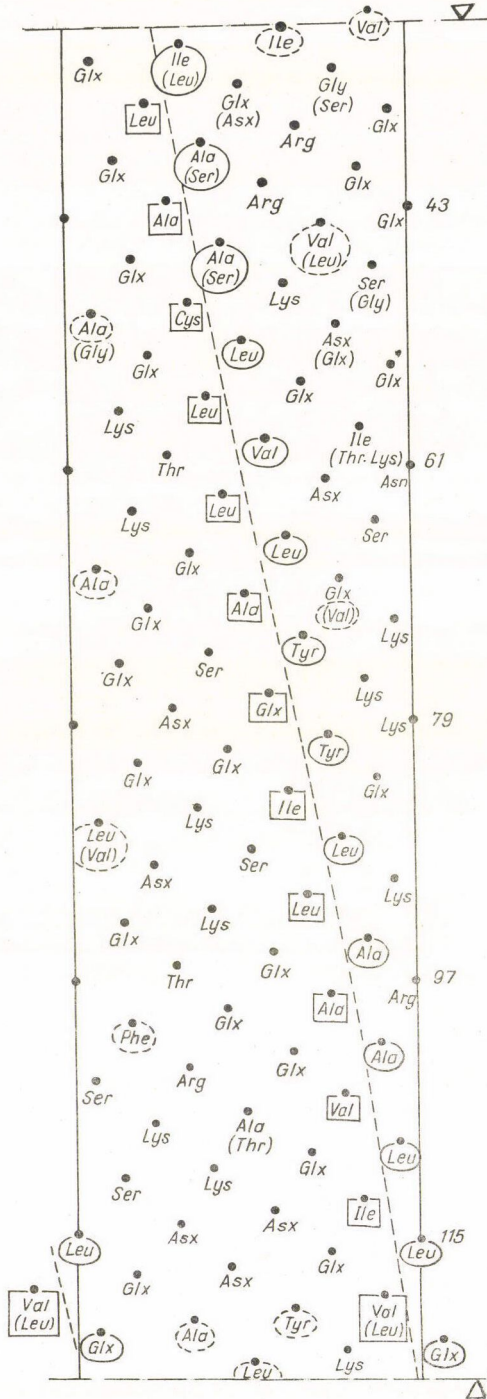 Val
Ile
Ile
(Leu)
Glx
Gly
(Ser)
Glx
(Asx)
Leu
Glx
Arg
Ala
(Ser)
Glx
Glx
Arg
Ala
Glx 43
Val
(Leu)
Ala
(Ser)
Glx
Ser
(Gly)
Lys
Cys
Ala
(Gly)
Asx
(Glx)
Leu
Glx
Glx
Glx
Leu
Lys
Ile
(Thr. Lys)
Val
Thr
61
Asn
Asx
Leu
Lys
Ser
Leu
Glx
Ala
Glx
(Val)
Ala
Glx
Lys
Tyr
Ser
Glx
Lys
Glx
Asx
Lys 79
Tyr
Glx
Glx
Glx
Ile
Lys
Leu
(Val)
Leu
Ser
Asx
Lys
Leu
Lys
Glx
Ala
Glx
Thr
97
Arg
Ala
Glx
Phe
Ala
Glx
Arg
Ser
Val
Ala
(Thr)
Lys
Leu
Glx
Lys
Ser
Ile
Asx
Asx
Leu
115
Leu
Glx
Asx
Glx
Val
(Leu)
Val
(Leu)
Tyr
Ala
Glx
Glx
Lys
Leu